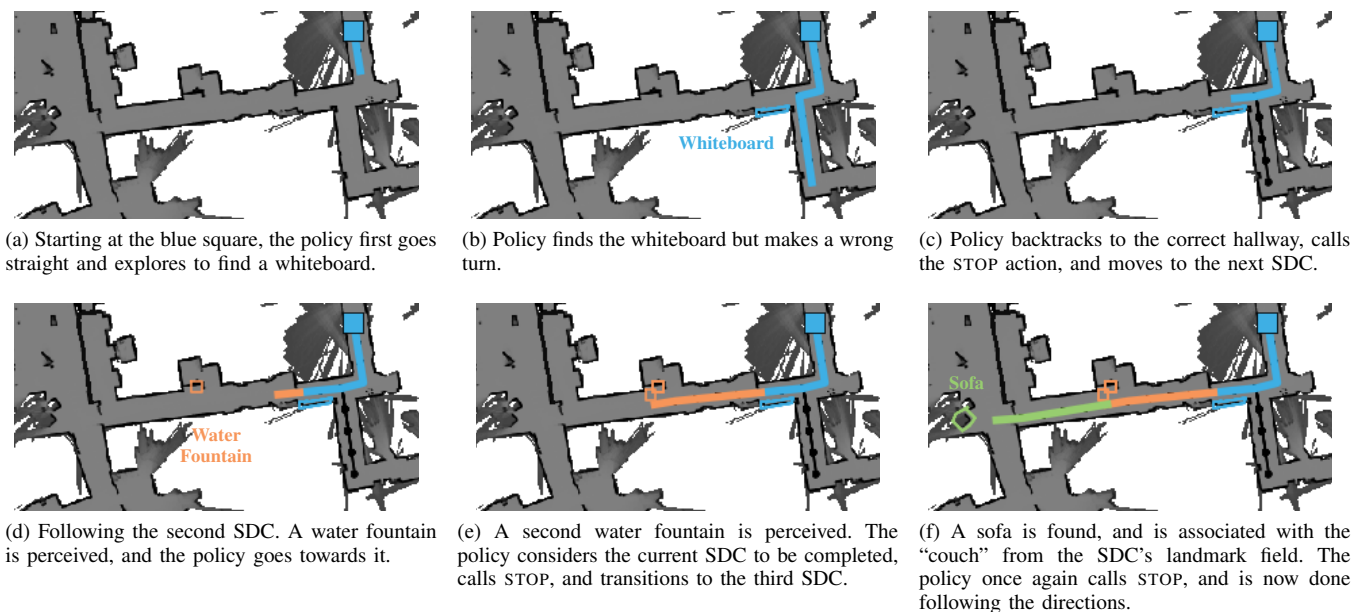 Whiteboard
(a) Starting at the blue square, the policy first goes
straight and explores to find a whiteboard.
(b) Policy finds the whiteboard but makes a wrong
turn.
(c) Policy backtracks to the correct hallway, calls
the STOP action, and moves to the next SDC.
Water
Fountain
Sofa
(d) Following the second SDC. A water fountain
is perceived, and the policy goes towards it.
(e) A second water fountain is perceived. The
policy considers the current SDC to be completed,
calls STOP, and transitions to the third SDC.
(f) A sofa is found, and is associated with the
“couch” from the SDC’s landmark field. The
policy once again calls STOP, and is now done
following the directions.